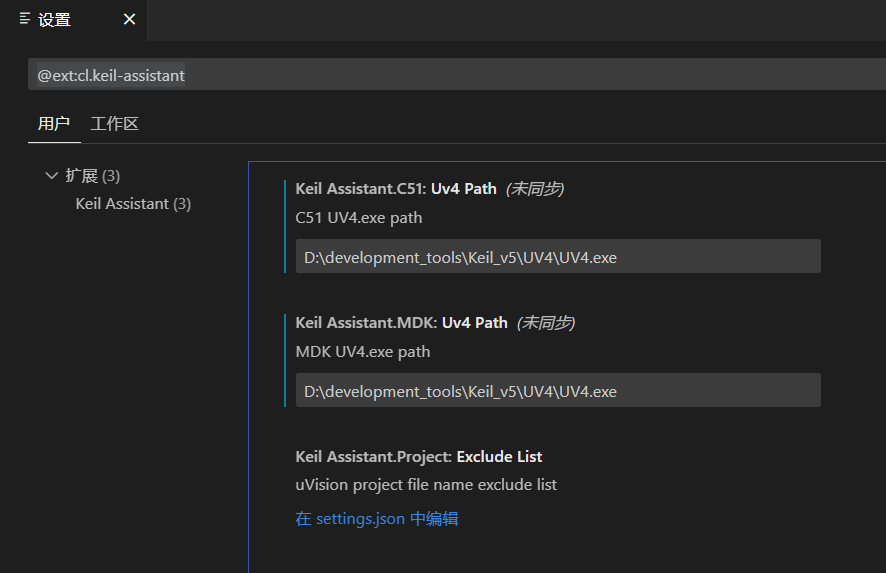 设置
@ext:cl.keil-assistant
用户 工作区
扩展 (3)
Keil Assistant (3)
Keil Assistant.C51: Uv4 Path (未同步)
C51 UV4.exe path
D:\development_tools\Keil_v5\UV4\UV4.exe
Keil Assistant.MDK: Uv4 Path (未同步)
MDK UV4.exe path
D:\development_tools\Keil_v5\UV4\UV4.exe
Keil Assistant.Project: Exclude List
uVision project file name exclude list
在 settings.json 中编辑